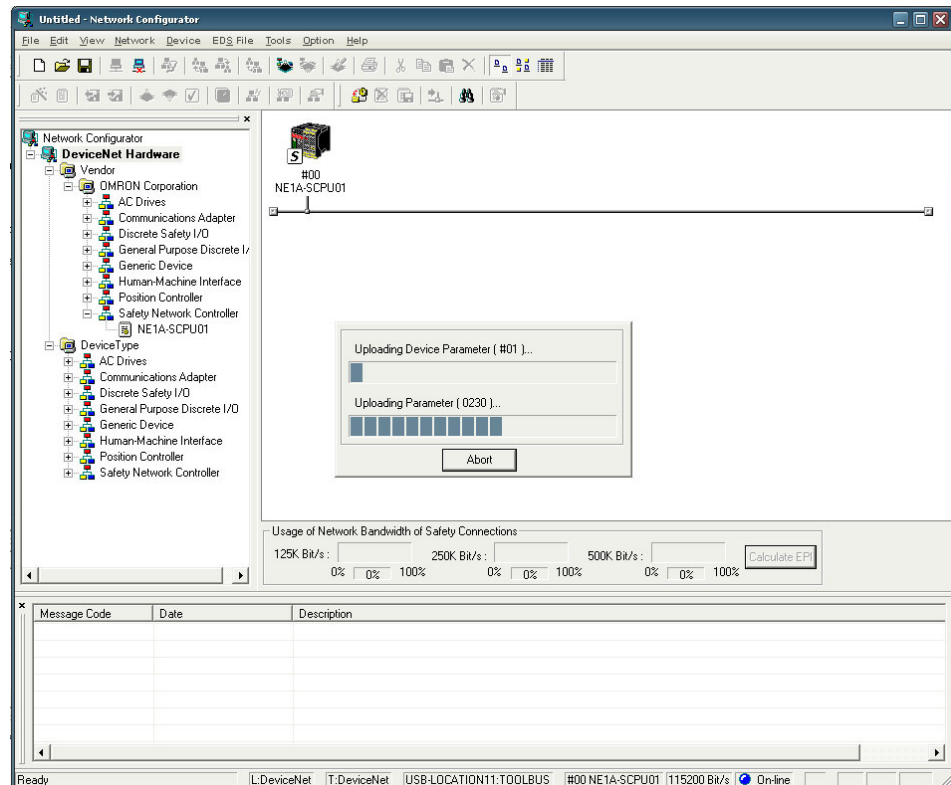 Untitled - Network Configurator
File Edit View Network Device EDS File Tools Option Help
Network Configurator
DeviceNet Hardware
Vendor
OMRON Corporation
AC Drives
Communications Adapter
Discrete Safety I/O
General Purpose Discrete I/
Generic Device
Human-Machine Interface
Position Controller
Safety Network Controller
NE1A-SCPU01
DeviceType
AC Drives
Communications Adapter
Discrete Safety I/O
General Purpose Discrete I/O
Generic Device
Human-Machine Interface
Position Controller
Safety Network Controller
S
#00
NE1A-SCPU01
Uploading Device Parameter ( #01 )...
Uploading Parameter ( 0230 )...
Abort
Usage of Network Bandwidth of Safety Connections
125K Bit/s : 250K Bit/s : 500K Bit/s : Calculate EPI
0% 0% 100% 0% 0% 100% 0% 0% 100%
Message Code Date Description
Ready L:DeviceNet T:DeviceNet USB-LOCATION11:TOOLBUS #00 NE1A-SCPU01 115200 Bit/s On-line